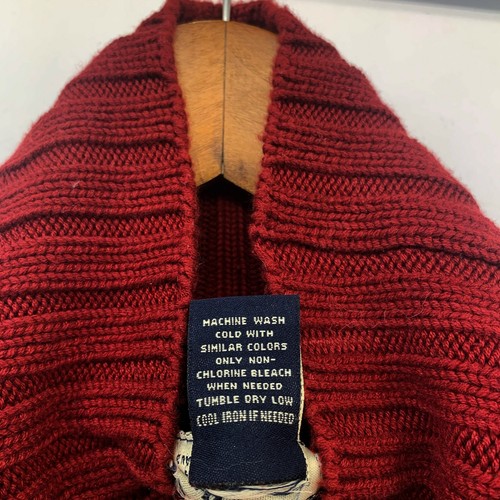 MACHINE WASH
COLD WITH
SIMILAR COLORS
ONLY NON-
CHLORINE BLEACH
WHEN NEEDED
TUMBLE DRY LOW
COOL IRON IF NEEDED